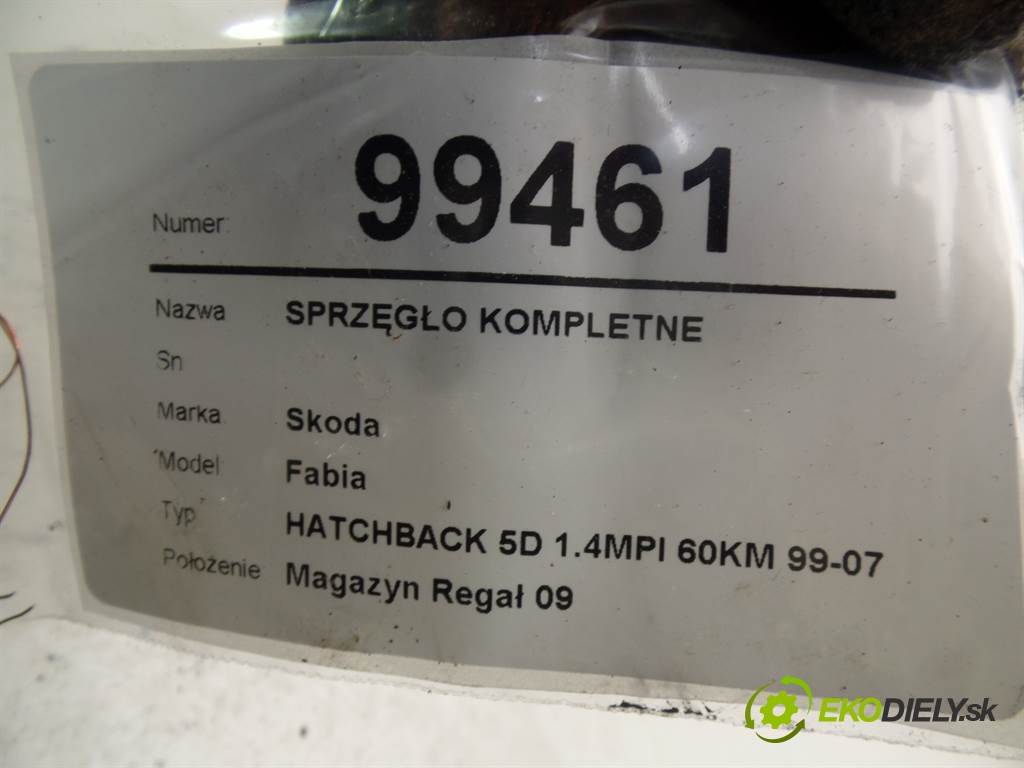 Numer: 99461
Nazwa SPRZĘGŁO KOMPLETNE
Sn
Marka Skoda
Model Fabia
Typ HATCHBACK 5D 1.4MPI 60KM 99-07
Położenie Magazyn Regał 09
EKODIELY.sk